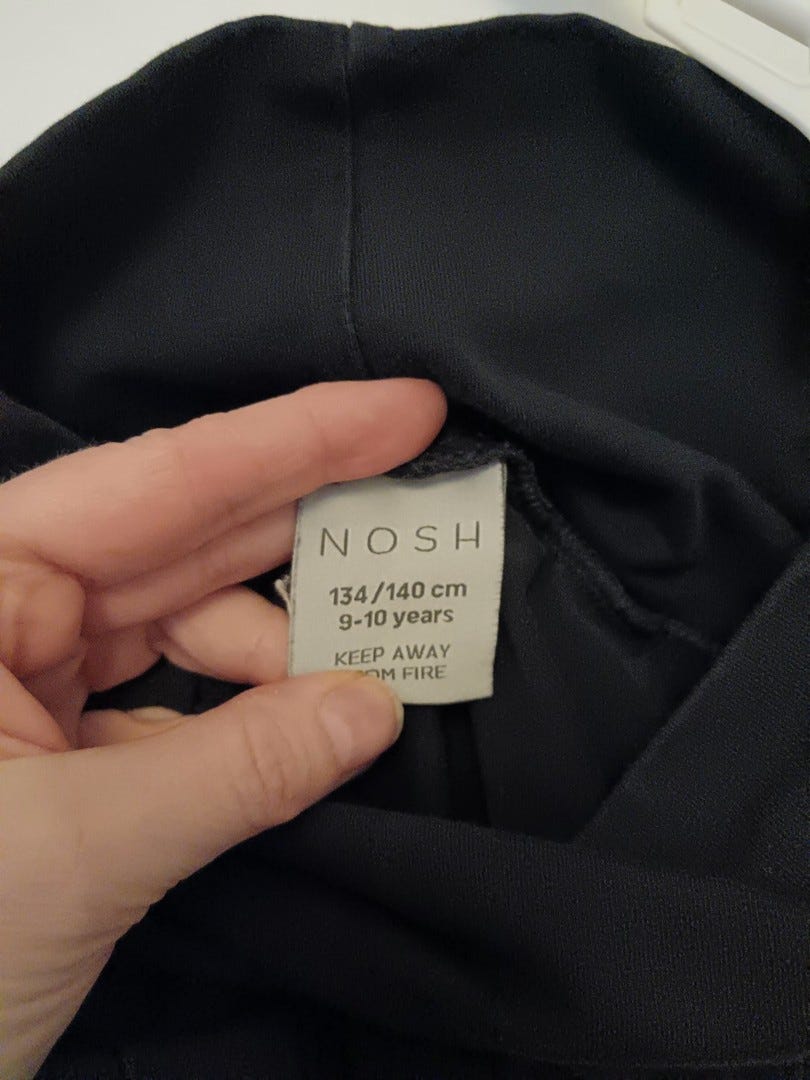 NOSH
134/140 cm
9-10 years
KEEP AWAY
FIRE